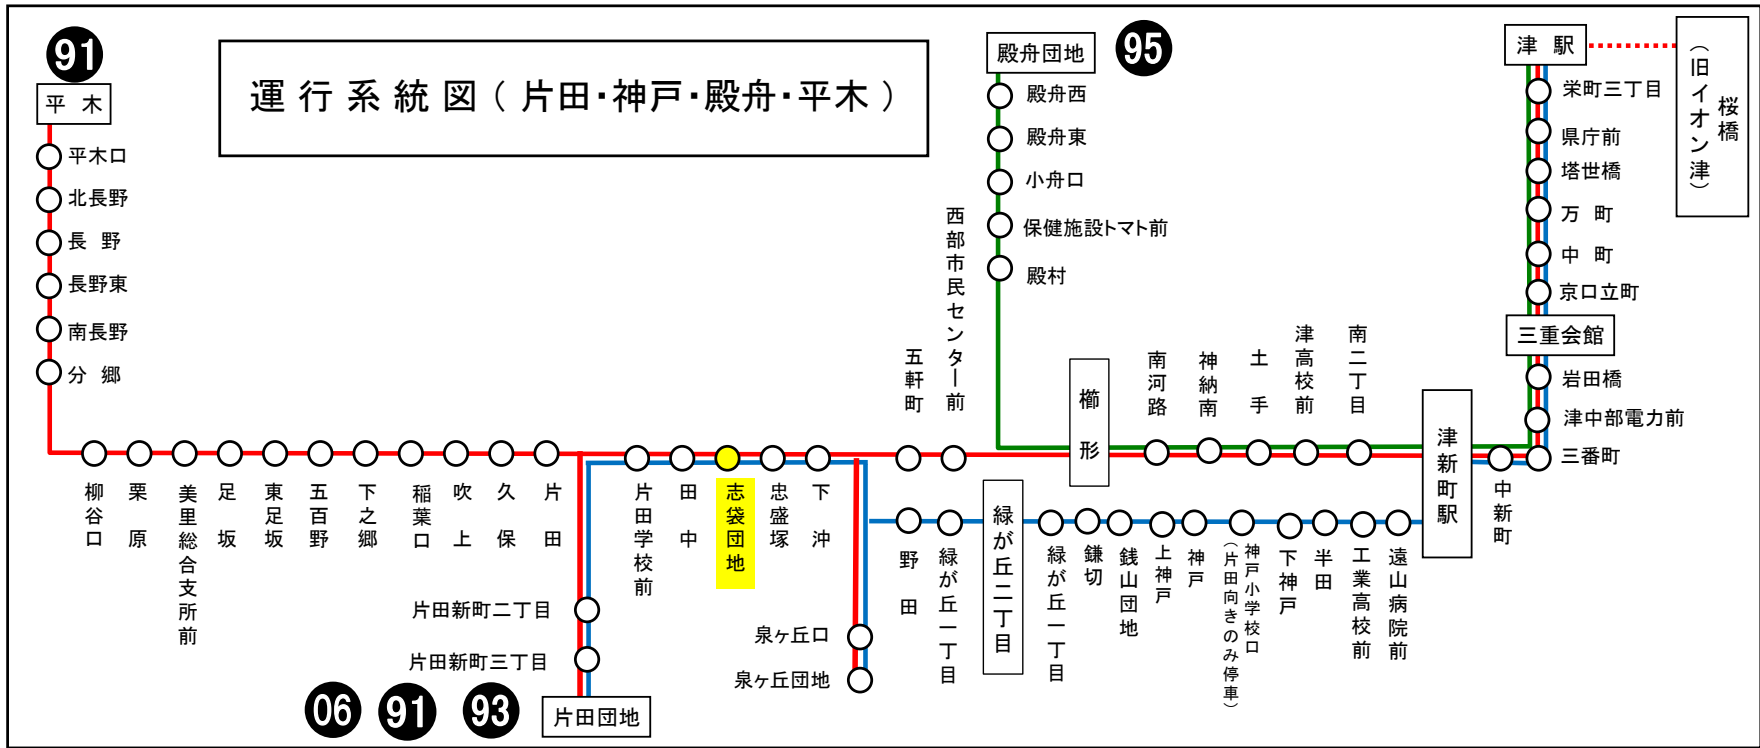 91
平木
運行系統図（片田・神戸・殿舟・平木）
殿舟団地
95
津駅
（旧イオン津）
桜橋
平木口
北長野
長野
長野東
南長野
分郷
殿舟西
殿舟東
小舟口
保健施設トマト前
殿村
栄町三丁目
県庁前
塔世橋
万町
中町
京口立町
三重会館
岩田橋
津中部電力前
三番町
柳谷口
栗原
美里総合支所前
足坂
東足坂
五百野
下之郷
稲葉口
吹上
久保
片田
片田学校前
田中
志袋団地
忠盛塚
下沖
五軒町
西部市民センター前
櫛形
南河路
神納南
土手
津高校前
南二丁目
津新町駅
中新町
野田
緑が丘一丁目
緑が丘二丁目
緑が丘一丁目
鎌切
銭山団地
上神戸
神戸
神戸小学校口
（片田向きのみ停車）
下神戸
半田
工業高校前
遠山病院前
片田新町二丁目
片田新町三丁目
泉ヶ丘口
泉ヶ丘団地
06
91
93
片田団地